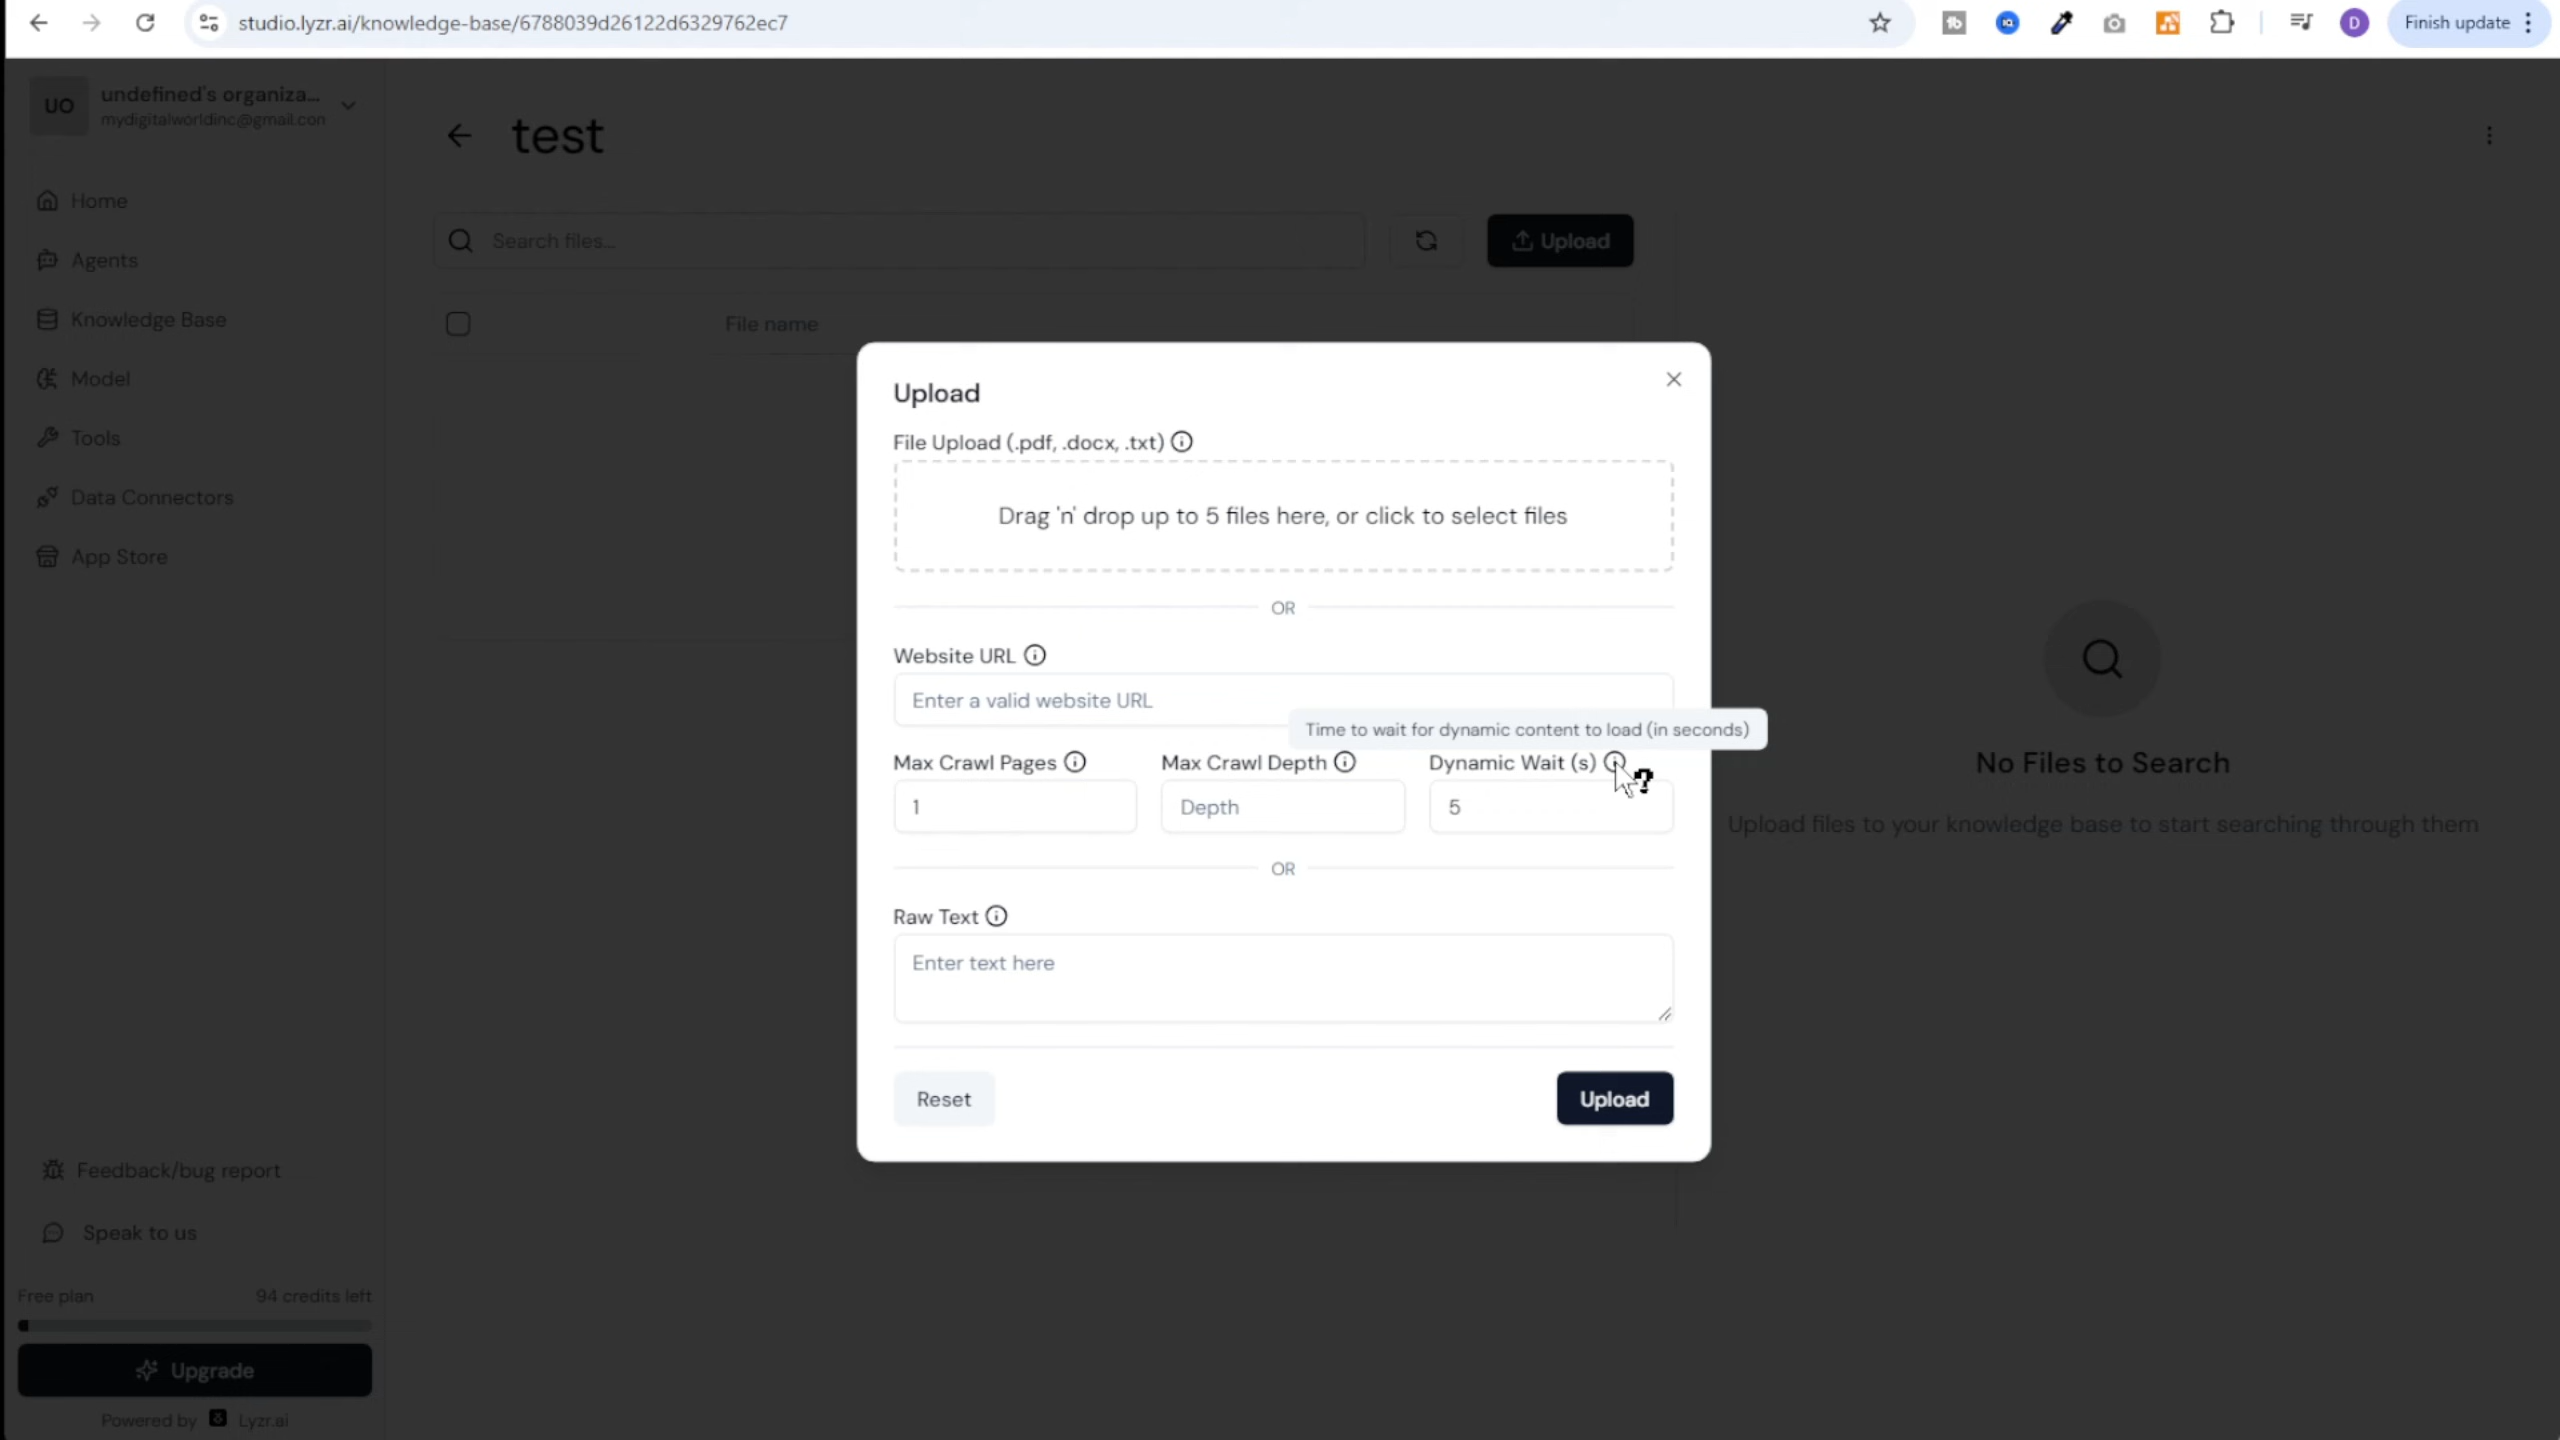 studio.lyzr.ai/knowledge-base/6788039d26122d6329762ec7
Finish update
D
UO
undefined's organiza...
mydigitalworldinc@gmail.con
Home
Agents
Knowledge Base
Model
Tools
Data Connectors
App Store
Feedback/bug report
Speak to us
Free plan
94 credits left
Upgrade
Powered by Lyzr.ai
test
Search files...
Upload
File name
Upload
File Upload (.pdf, .docx, .txt)
Drag 'n' drop up to 5 files here, or click to select files
OR
Website URL
Enter a valid website URL
Time to wait for dynamic content to load (in seconds)
Max Crawl Pages
Max Crawl Depth
Dynamic Wait (s)
1
Depth
5
OR
Raw Text
Enter text here
Reset
Upload
No Files to Search
Upload files to your knowledge base to start searching through them